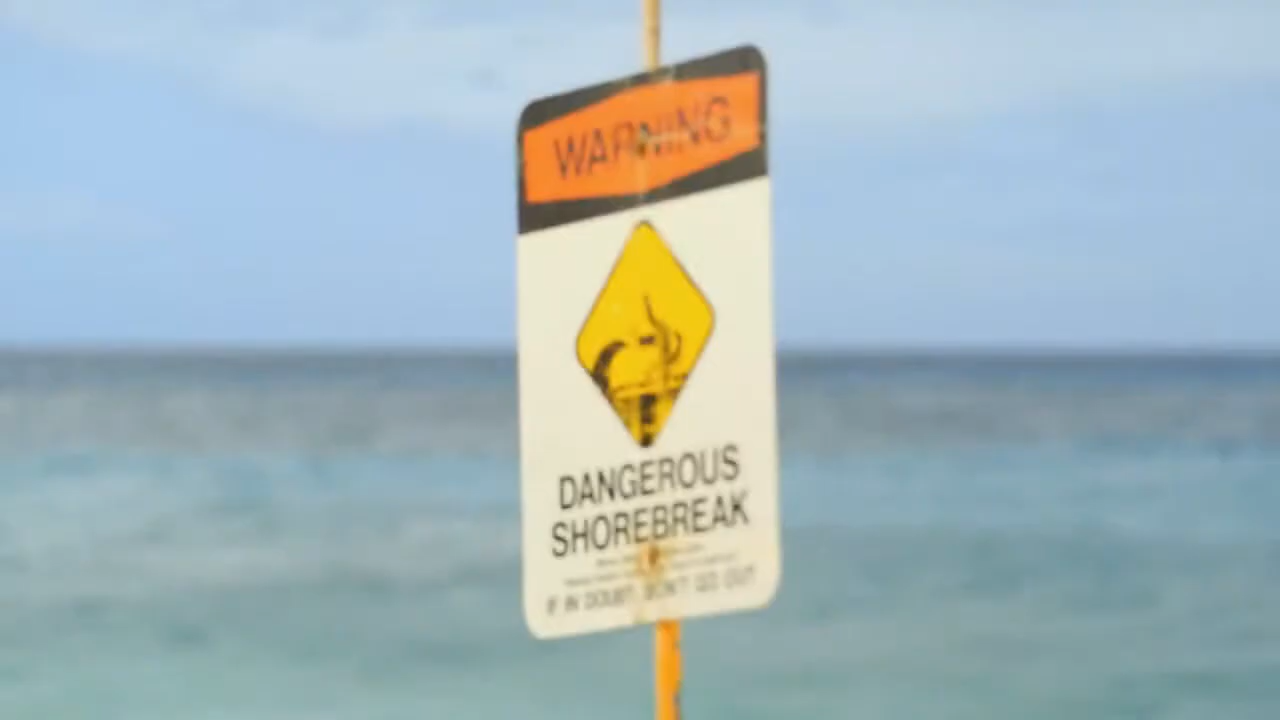 WARNING
DANGEROUS
SHOREBREAK
IF IN DOUBT, DON'T GO OUT